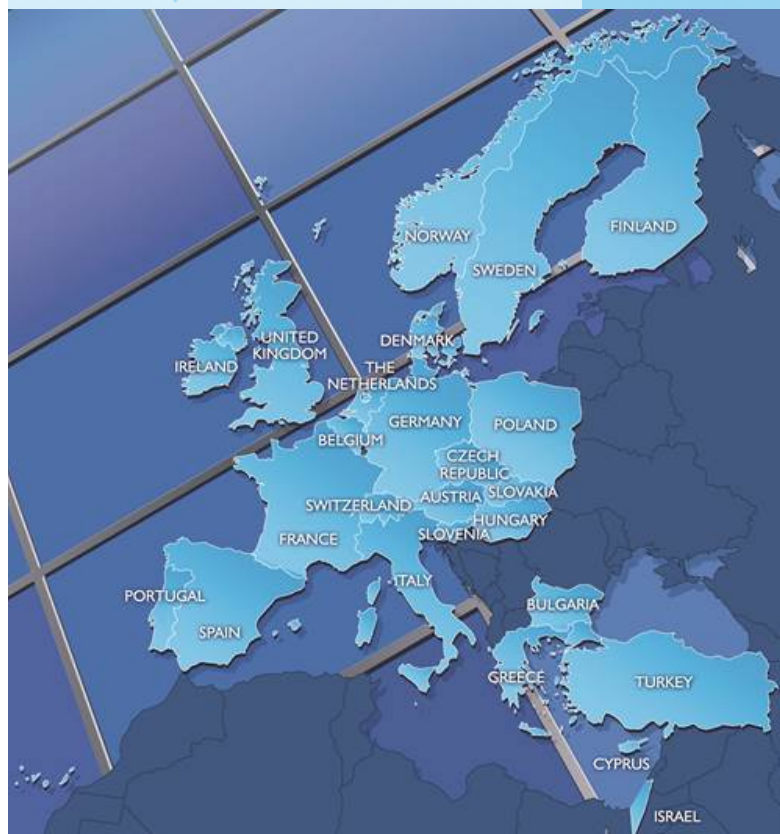 NORWAY
FINLAND
SWEDEN
UNITED
KINGDOM
DENMARK
IRELAND
THE
NETHERLANDS
GERMANY
POLAND
BELGIUM
CZECH
REPUBLIC
SWITZERLAND
AUSTRIA
SLOVAKIA
HUNGARY
SLOVENIA
FRANCE
ITALY
PORTUGAL
BULGARIA
SPAIN
GREECE
TURKEY
CYPRUS
ISRAEL